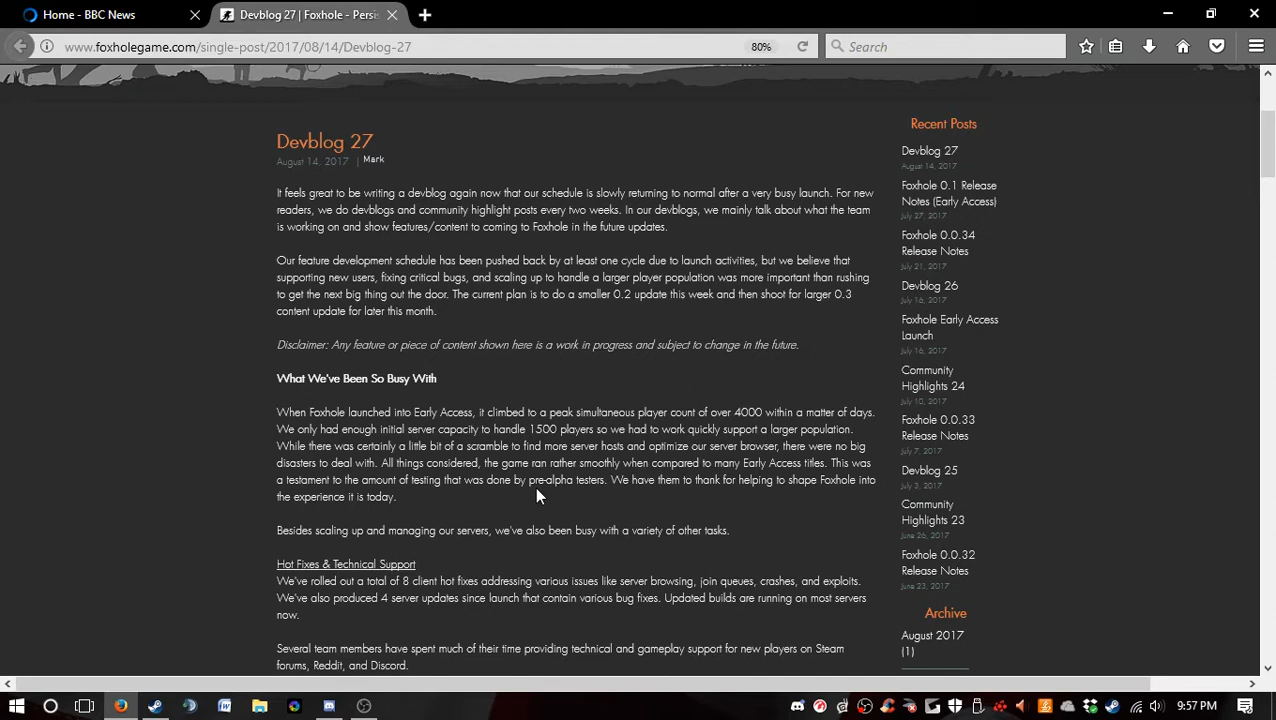 Home - BBC News
Devblog 27 | Foxhole - Persis
www.foxholegame.com/single-post/2017/08/14/Devblog-27
80%
Search
Devblog 27
August 14, 2017 | Mark
It feels great to be writing a devblog again now that our schedule is slowly returning to normal after a very busy launch. For new
readers, we do devblogs and community highlight posts every two weeks. In our devblogs, we mainly talk about what the team
is working on and show features/content to coming to Foxhole in the future updates.
Our feature development schedule has been pushed back by at least one cycle due to launch activities, but we believe that
supporting new users, fixing critical bugs, and scaling up to handle a larger player population was more important than rushing
to get the next big thing out the door. The current plan is to do a smaller 0.2 update this week and then shoot for larger 0.3
content update for later this month.
Disclaimer: Any feature or piece of content shown here is a work in progress and subject to change in the future.
What We've Been So Busy With
When Foxhole launched into Early Access, it climbed to a peak simultaneous player count of over 4000 within a matter of days.
We only had enough initial server capacity to handle 1500 players so we had to work quickly support a larger population.
While there was certainly a little bit of a scramble to find more server hosts and optimize our server browser, there were no big
disasters to deal with. All things considered, the game ran rather smoothly when compared to many Early Access titles. This was
a testament to the amount of testing that was done by pre-alpha testers. We have them to thank for helping to shape Foxhole into
the experience it is today.
Besides scaling up and managing our servers, we've also been busy with a variety of other tasks.
Hot Fixes & Technical Support
We've rolled out a total of 8 client hot fixes addressing various issues like server browsing, join queues, crashes, and exploits.
We've also produced 4 server updates since launch that contain various bug fixes. Updated builds are running on most servers
now.
Several team members have spent much of their time providing technical and gameplay support for new players on Steam
forums, Reddit, and Discord.
Recent Posts
Devblog 27
August 14, 2017
Foxhole 0.1 Release
Notes (Early Access)
July 27, 2017
Foxhole 0.0.34
Release Notes
July 21, 2017
Devblog 26
July 16, 2017
Foxhole Early Access
Launch
July 16, 2017
Community
Highlights 24
July 10, 2017
Foxhole 0.0.33
Release Notes
July 7, 2017
Devblog 25
July 3, 2017
Community
Highlights 23
June 26, 2017
Foxhole 0.0.32
Release Notes
June 23, 2017
Archive
August 2017
(1)
9:57 PM